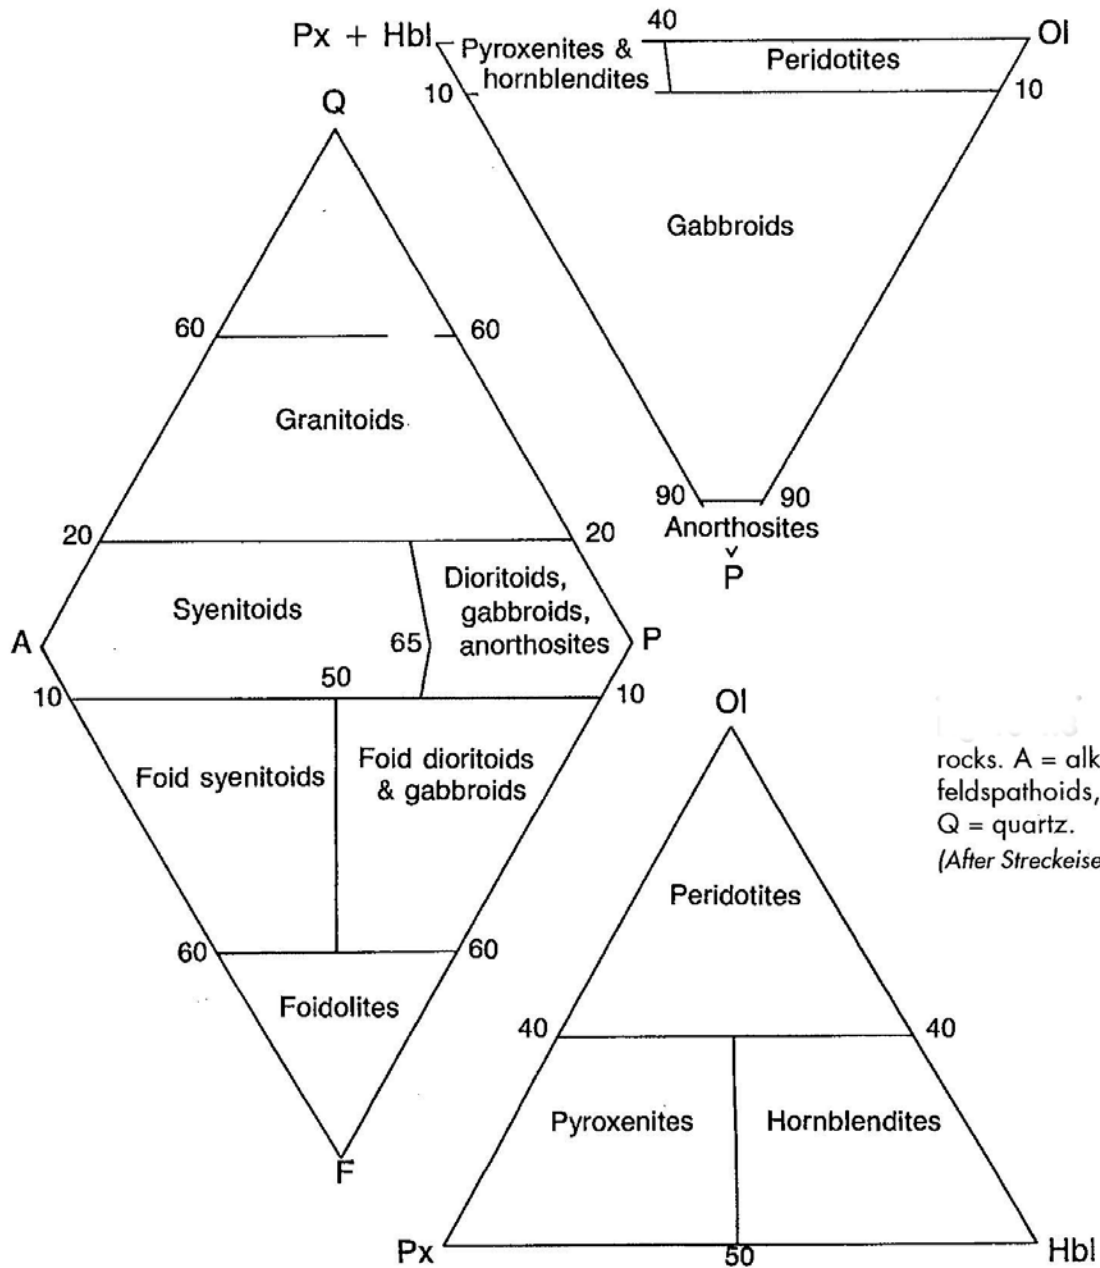 Px + Hbl
40
Ol
Pyroxenites &
hornblendites
Peridotites
10
10
Gabbroids
90
90
Anorthosites
P
Q
60
60
Granitoids
20
20
Syenitoids
Dioritoids,
gabbroids,
anorthosites
A
65
P
50
10
10
Foid syenitoids
Foid dioritoids
& gabbroids
60
60
Foidolites
F
Ol
Peridotites
40
40
Pyroxenites
Hornblendites
Px
50
Hbl
rocks. A = alk
feldspathoids,
Q = quartz.
(After Streckeise